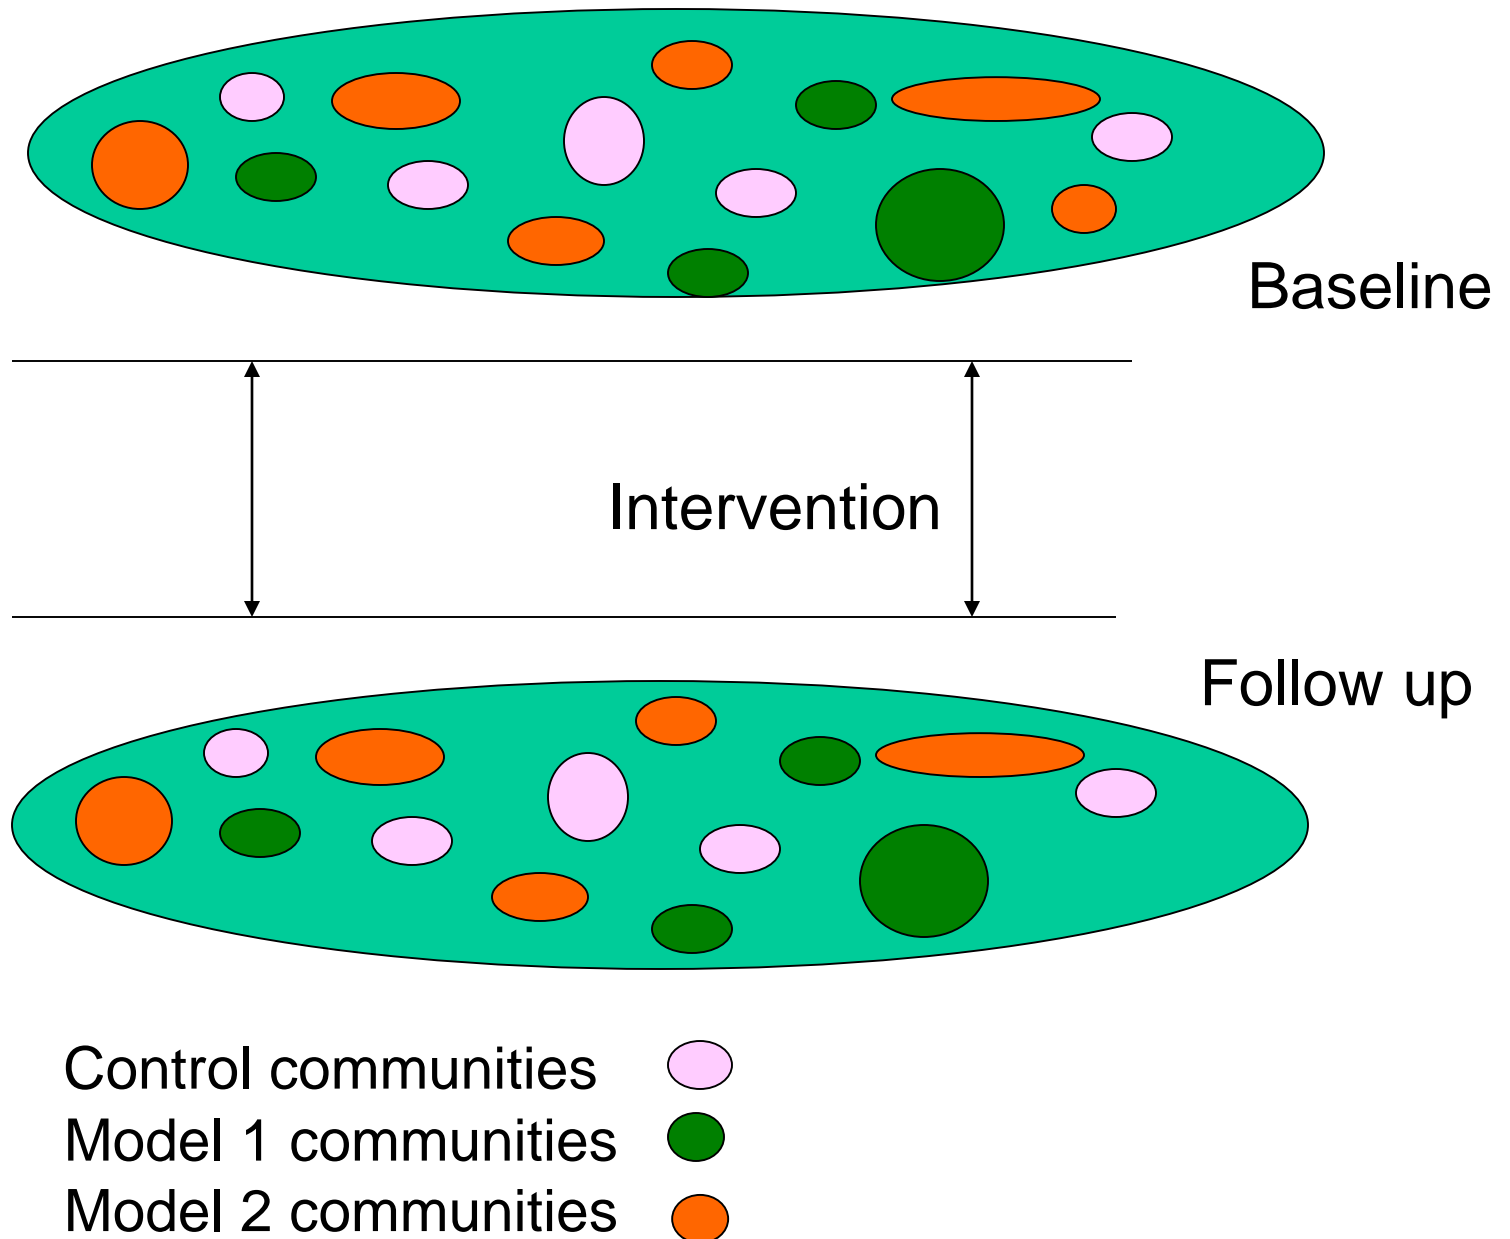 Baseline
Intervention
Follow up
Control communities
Model 1 communities
Model 2 communities